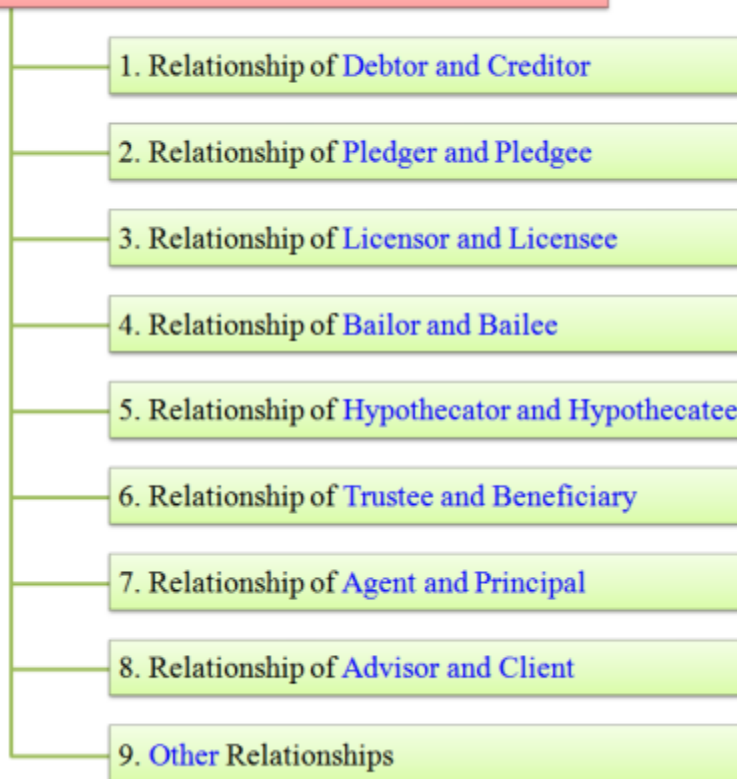 1. Relationship of Debtor and Creditor
2. Relationship of Pledger and Pledgee
3. Relationship of Licensor and Licensee
4. Relationship of Bailor and Bailee
5. Relationship of Hypothecator and Hypothecatee
6. Relationship of Trustee and Beneficiary
7. Relationship of Agent and Principal
8. Relationship of Advisor and Client
9. Other Relationships